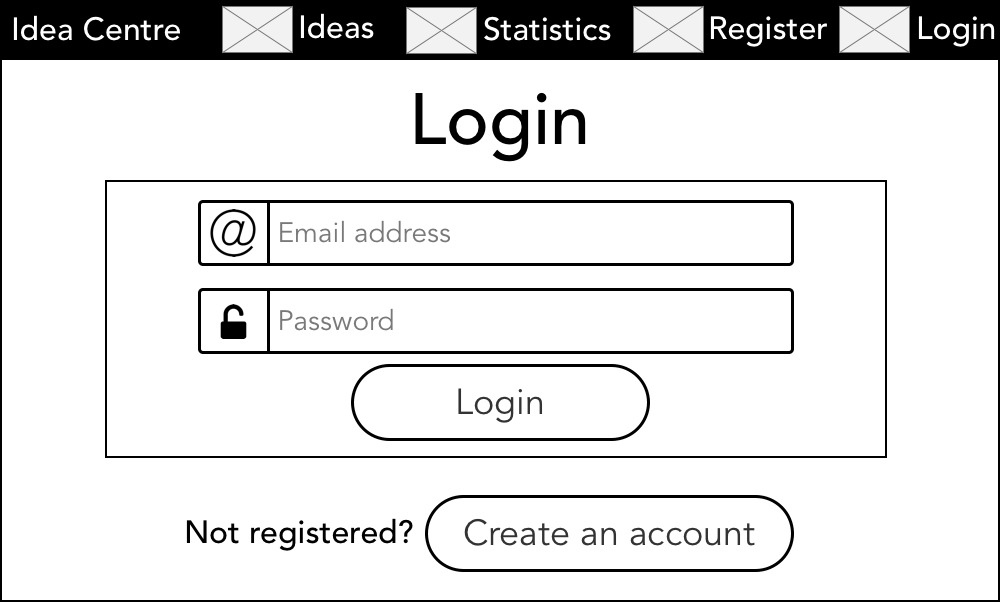 Idea Centre Ideas Statistics Register Login
Login
@ Email address
Password
Login
Not registered? Create an account